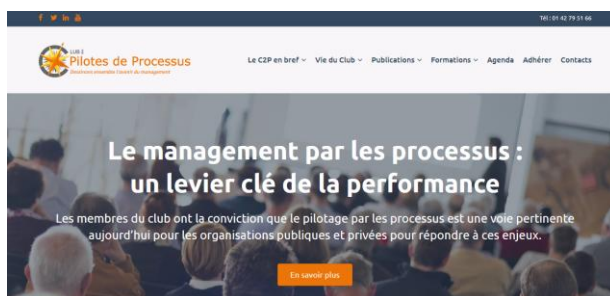 Tél : 01 42 79 51 66
CLUB Ξ
Pilotes de Processus
Le C2P en bref
Vie du Club
Publications
Formations
Agenda
Adhérer
Contacts
Le management par les processus :
un levier clé de la performance
Les membres du club ont la conviction que le pilotage par les processus est une voie pertinente
aujourd'hui pour les organisations publiques et privées pour répondre à ces enjeux.
En savoir plus